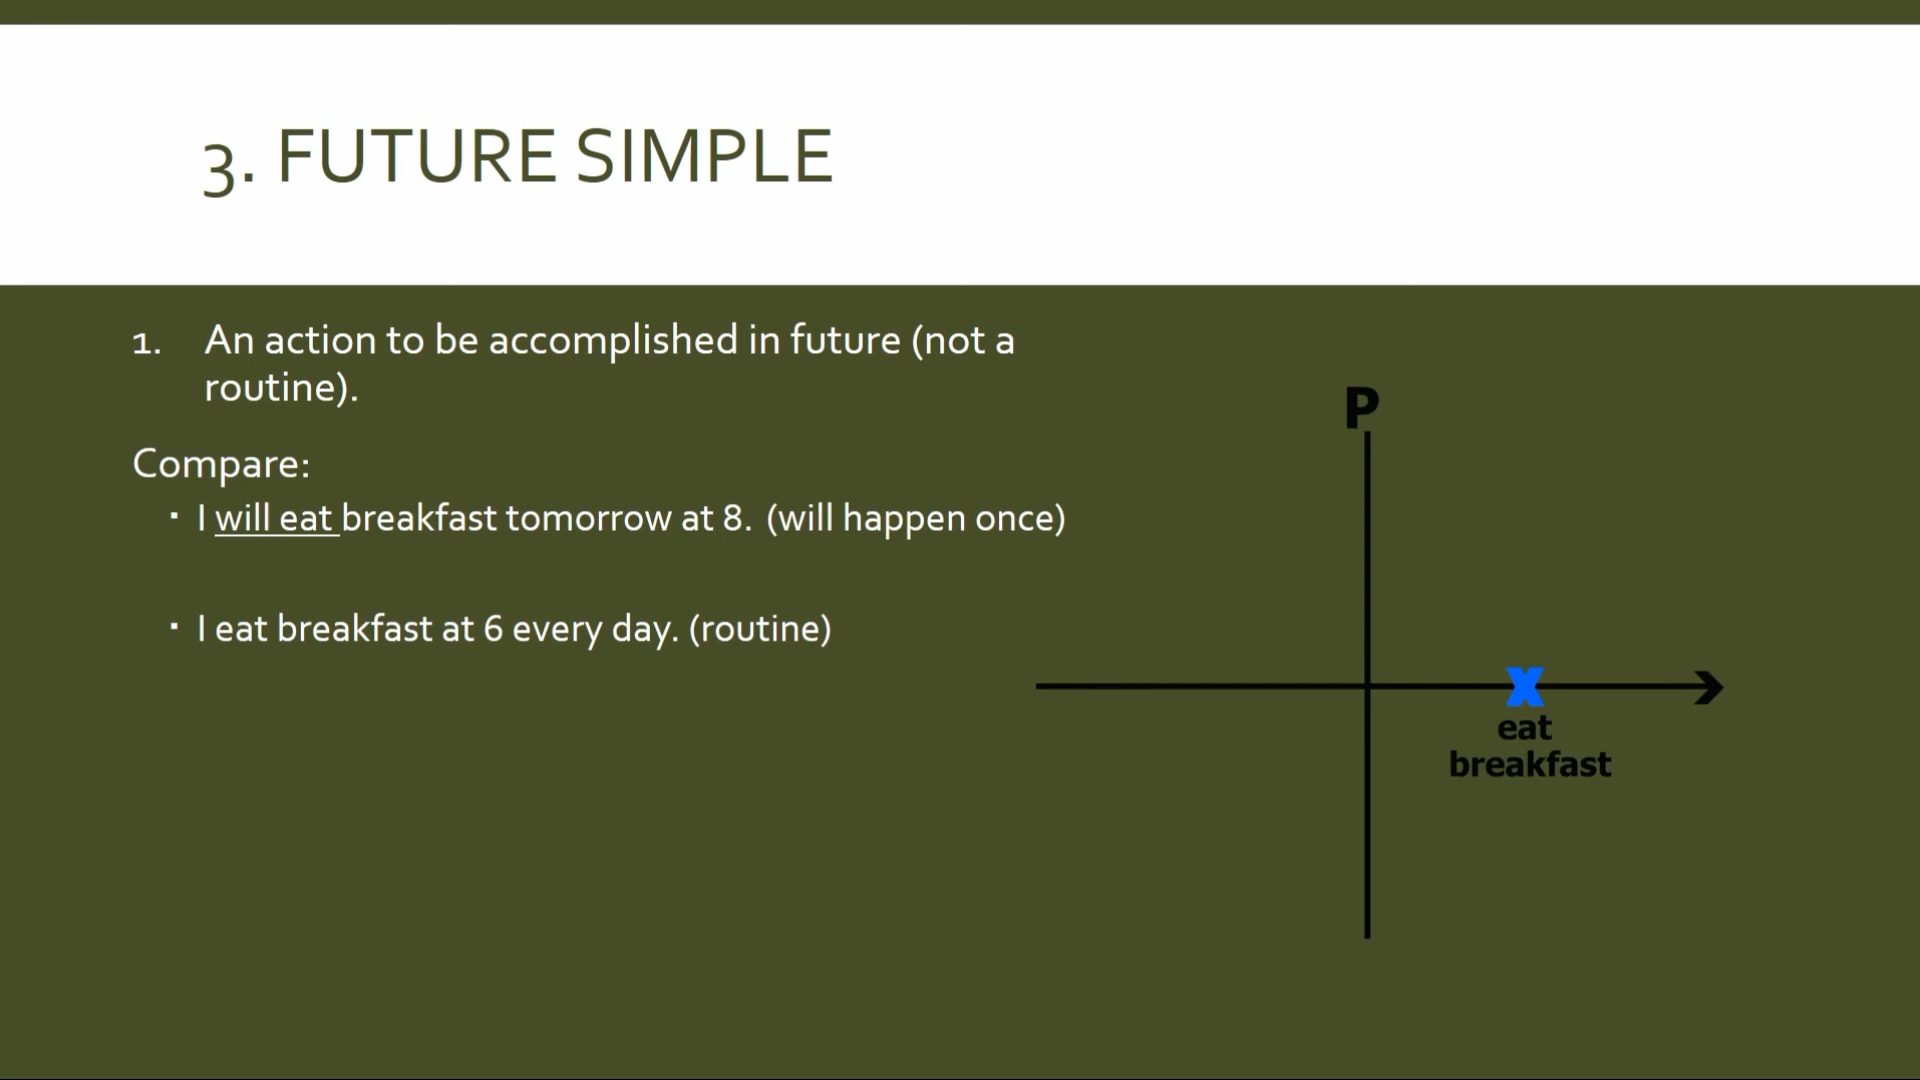 3. FUTURE SIMPLE
1. An action to be accomplished in future (not a
routine).
Compare:
▪ I will eat breakfast tomorrow at 8. (will happen once)
▪ I eat breakfast at 6 every day. (routine)
P
X
eat
breakfast